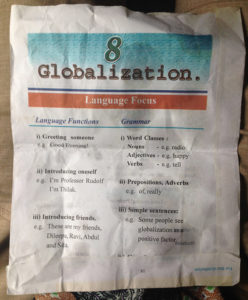 8
Globalization.
Language Focus
Language Functions
i) Greeting someone
e.g. Good Evening!
ii) Introducing oneself
e.g. I'm Professor Rudolf
I'm Dilak.
iii) Introducing friends.
e.g. These are my friends,
Dileepa, Ravi, Abdul
and
Grammar
i) Word Classes :
Nouns - e.g. radio
Adjectives - e.g. happy
Verbs - e.g. tell
ii) Prepositions, Adverbs
e.g. of, really
iii) Simple sentences:
e.g. Some people see
globalization as a
positive factor.